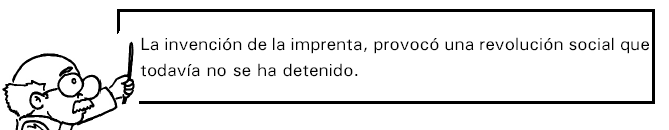 La invención de la imprenta, provocó una revolución social que
todavía no se ha detenido.